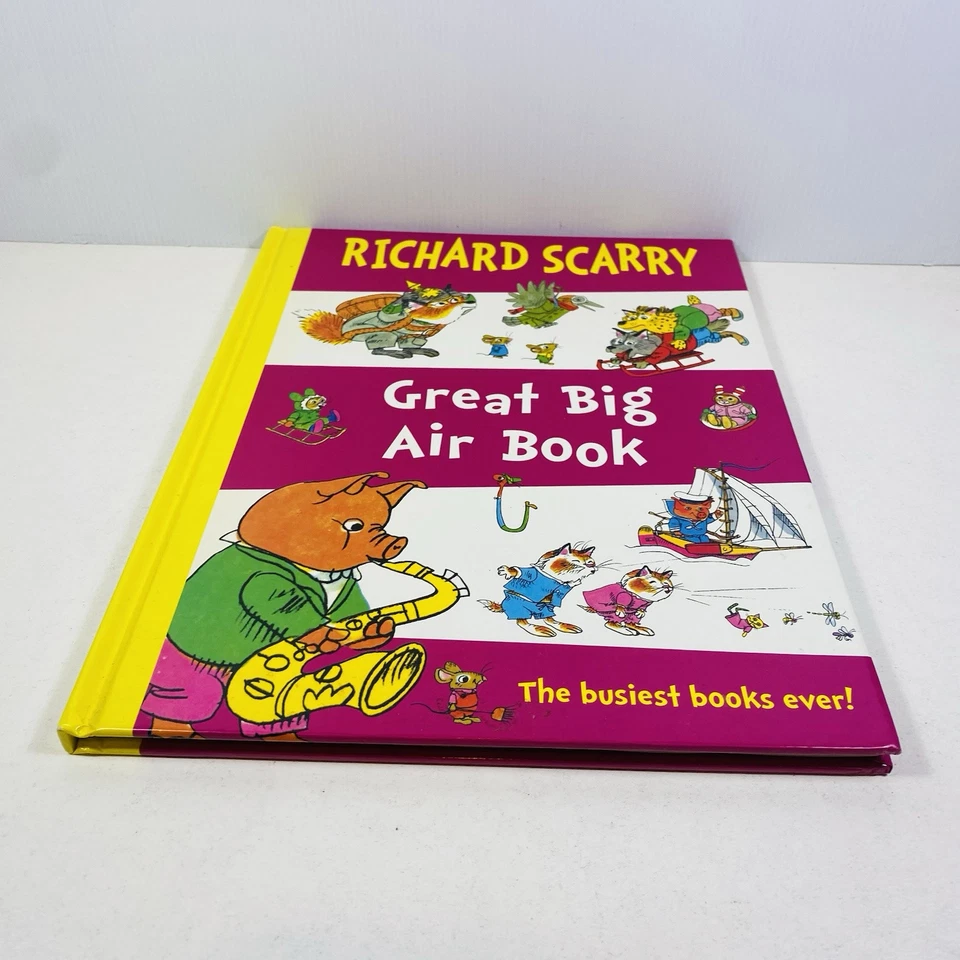 RICHARD SCARRY
Great Big
Air Book
The busiest books ever!